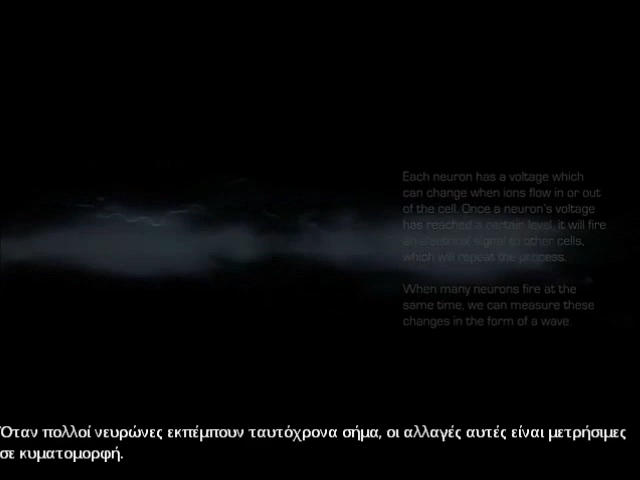 Each neuron has a voltage which
can change when ions flow in or out
of the cell. Once a neuron's voltage
has reached a certain level, it will fire
an electrical signal to other cells,
which will repeat the process.
When many neurons fire at the
same time, we can measure these
changes in the form of a wave.
Όταν πολλοί νευρώνες εκπέμπουν ταυτόχρονα σήμα, οι αλλαγές αυτές είναι μετρήσιμες
σε κυματομορφή.